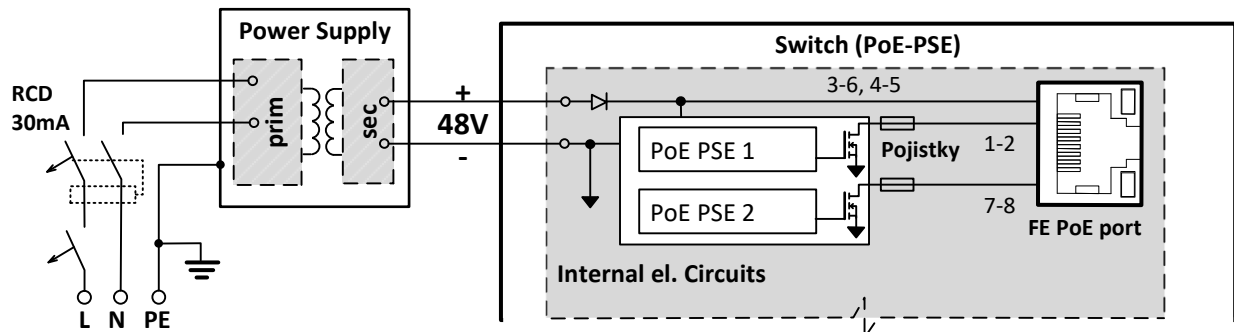 Power Supply
Switch (PoE-PSE)
RCD
30mA
prim
sec
+
48V
-
3-6, 4-5
PoE PSE 1
Pojistky
1-2
PoE PSE 2
7-8
FE PoE port
Internal el. Circuits
L N PE